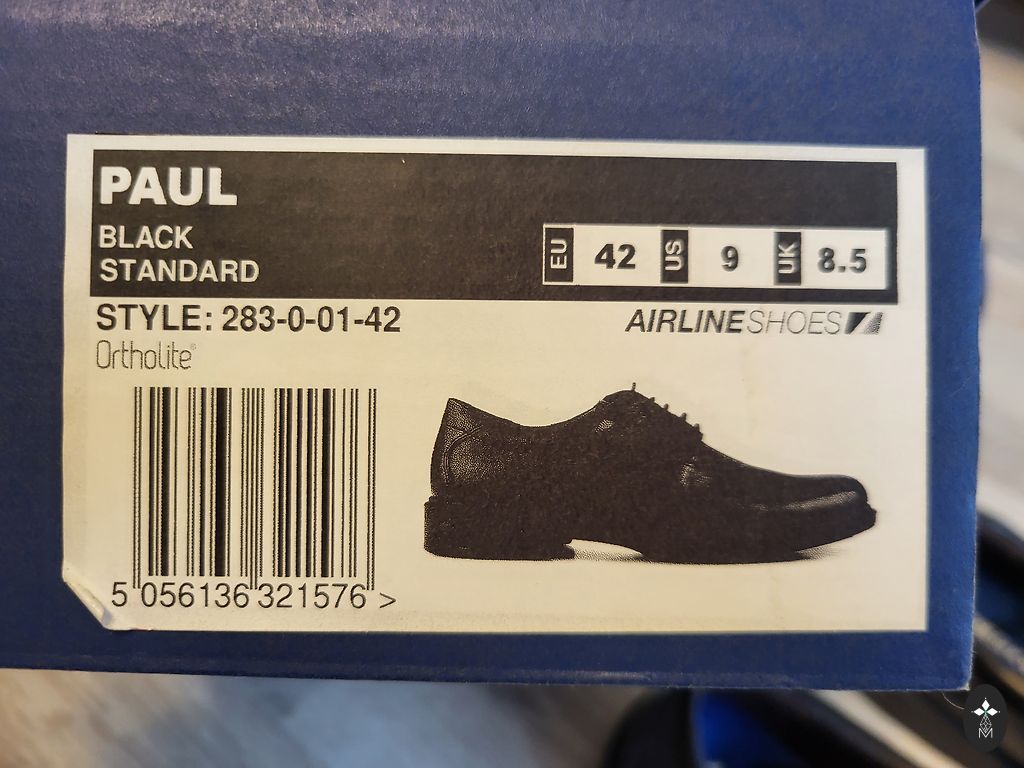 PAUL
BLACK
STANDARD
EU 42 US 9 UK 8.5
STYLE: 283-0-01-42
AIRLINESHOES
Ortholite®
5 056136 321576 >
M